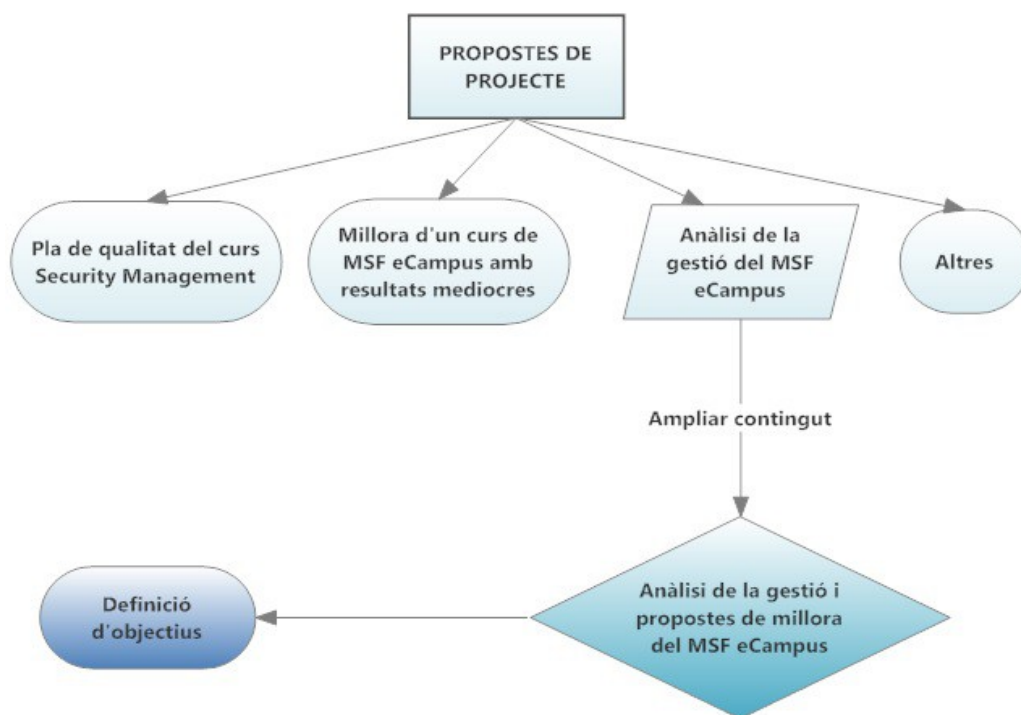 PROPOSTES DE
PROJECTE
Pla de qualitat del curs
Security Management
Millora d'un curs de
MSF eCampus amb
resultats mediocres
Anàlisi de la
gestió del MSF
eCampus
Altres
Ampliar contingut
Anàlisi de la gestió i
propostes de millora
del MSF eCampus
Definició
d'objectius